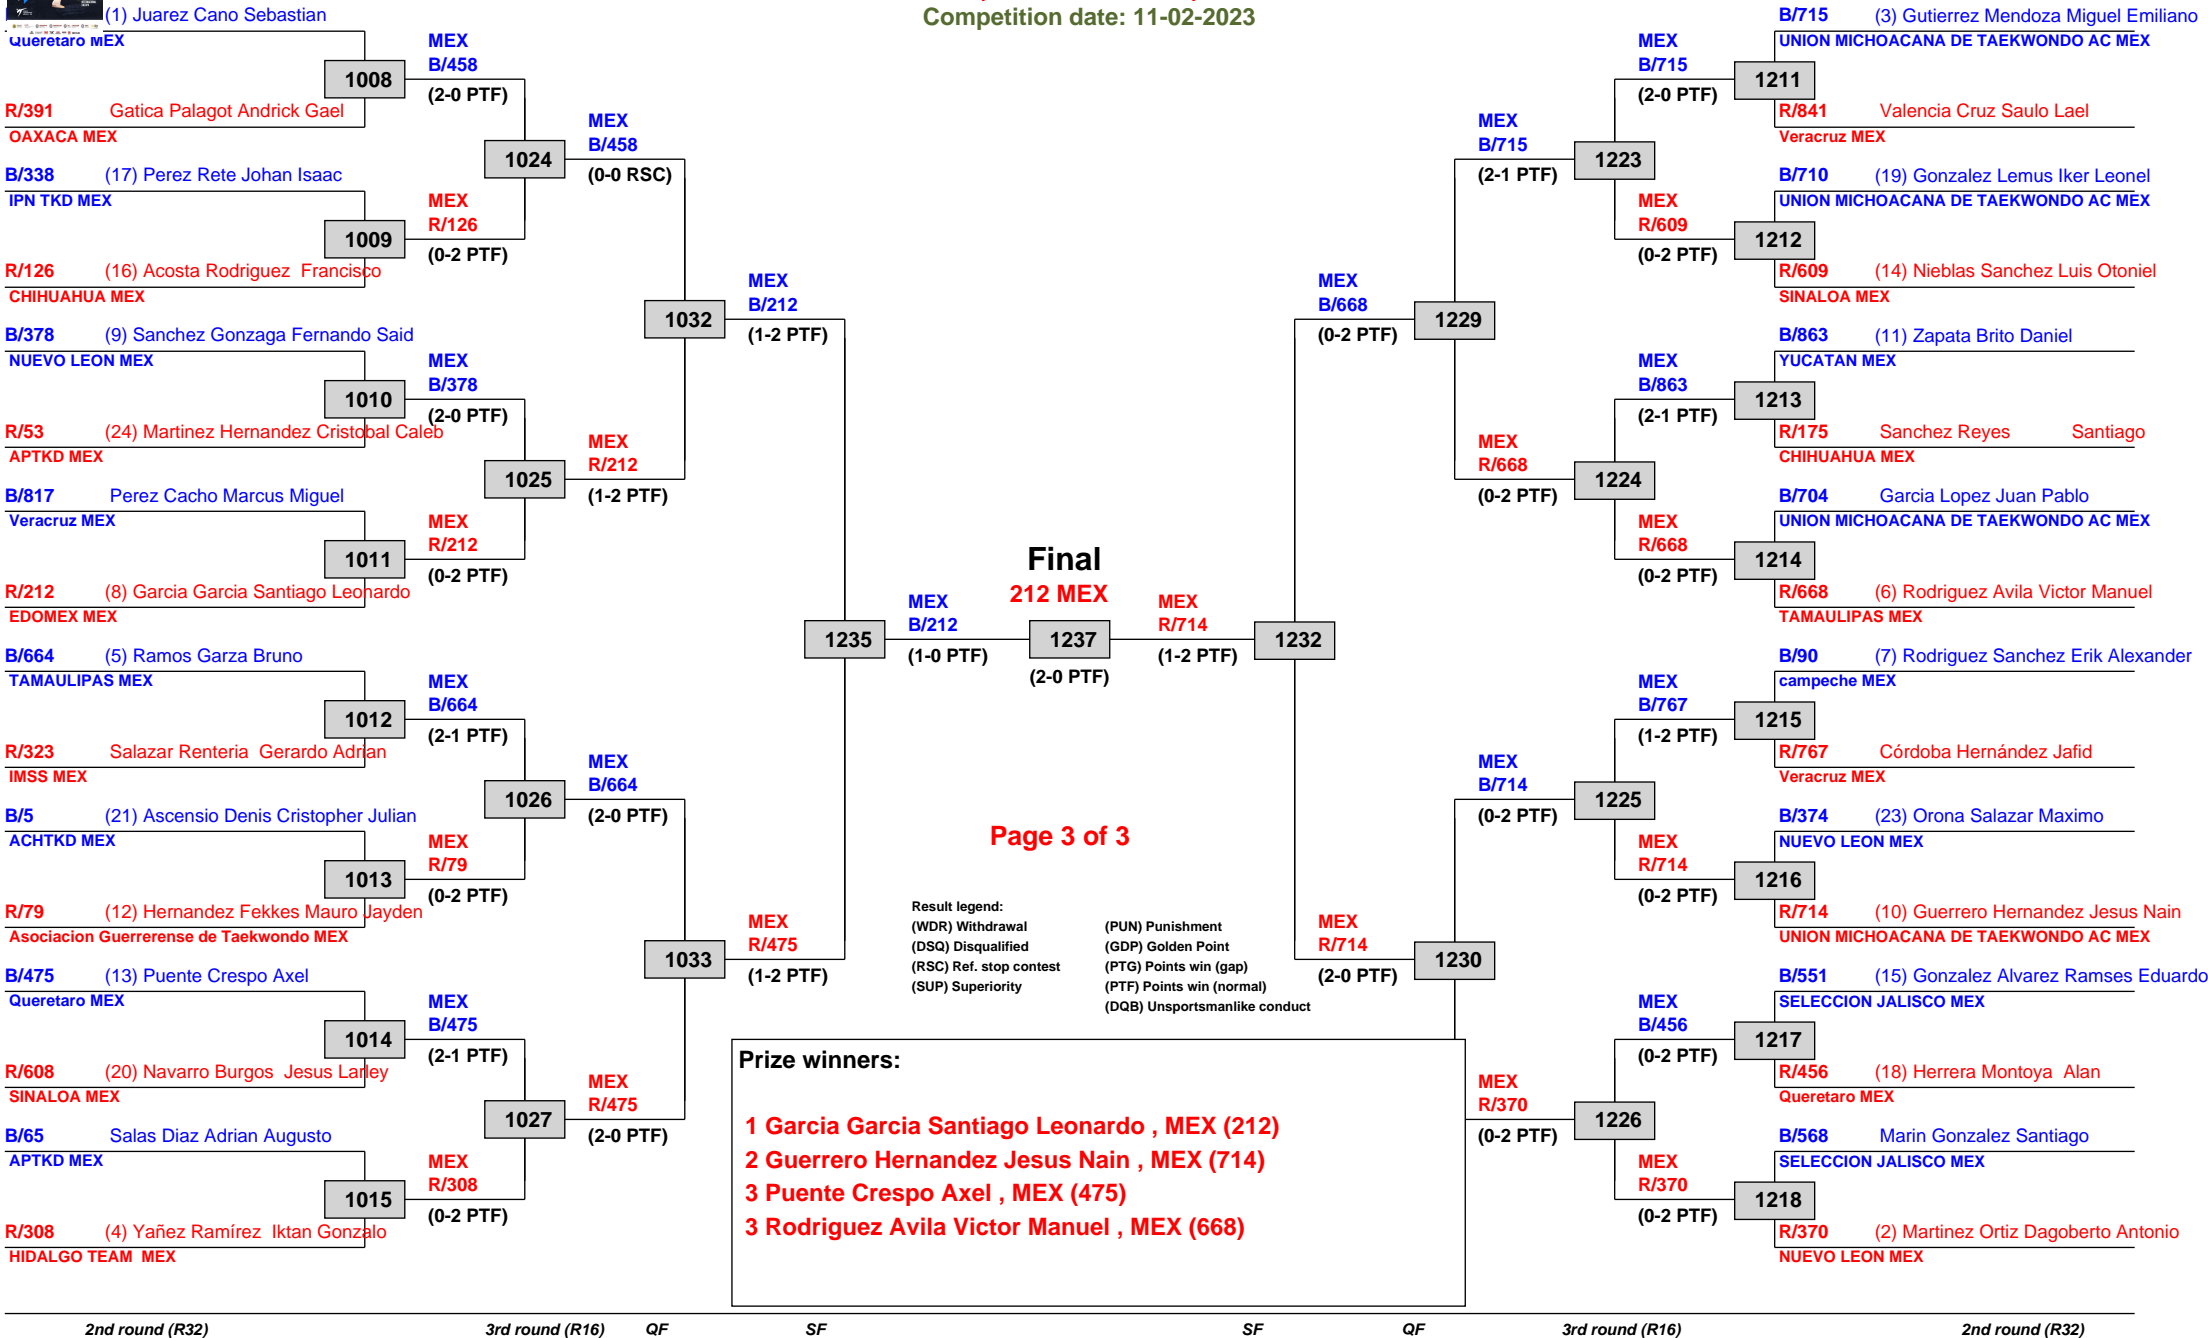 Competition date: 11-02-2023
(1) Juarez Cano Sebastian
Queretaro MEX
R/391 Gatica Palagot Andrick Gael
OAXACA MEX
B/338 (17) Perez Rete Johan Isaac
IPN TKD MEX
R/126 (16) Acosta Rodriguez Francisco
CHIHUAHUA MEX
B/378 (9) Sanchez Gonzaga Fernando Said
NUEVO LEON MEX
R/53 (24) Martinez Hernandez Cristobal Caleb
APTKD MEX
B/817 Perez Cacho Marcus Miguel
Veracruz MEX
R/212 (8) Garcia Garcia Santiago Leonardo
EDOMEX MEX
B/664 (5) Ramos Garza Bruno
TAMAULIPAS MEX
R/323 Salazar Renteria Gerardo Adrian
IMSS MEX
B/5 (21) Ascensio Denis Cristopher Julian
ACHTKD MEX
R/79 (12) Hernandez Fekkes Mauro Jayden
Asociacion Guerrerense de Taekwondo MEX
B/475 (13) Puente Crespo Axel
Queretaro MEX
R/608 (20) Navarro Burgos Jesus Larley
SINALOA MEX
B/65 Salas Diaz Adrian Augusto
APTKD MEX
R/308 (4) Yañez Ramírez Iktan Gonzalo
HIDALGO TEAM MEX
1008
MEX
B/458
(2-0 PTF)
1009
MEX
R/126
(0-2 PTF)
1010
MEX
B/378
(2-0 PTF)
1011
MEX
R/212
(0-2 PTF)
1012
MEX
B/664
(2-1 PTF)
1013
MEX
R/79
(0-2 PTF)
1014
MEX
B/475
(2-1 PTF)
1015
MEX
R/308
(0-2 PTF)
1024
MEX
B/458
(0-0 RSC)
1025
MEX
R/212
(1-2 PTF)
1026
MEX
B/664
(2-0 PTF)
1027
MEX
R/475
(2-0 PTF)
1032
MEX
B/212
(1-2 PTF)
1033
MEX
R/475
(1-2 PTF)
1235
MEX
B/212
(1-0 PTF)
Final
212 MEX
1237
(2-0 PTF)
MEX
R/714
(1-2 PTF)
1232
MEX
B/668
(0-2 PTF)
1229
MEX
R/714
(2-0 PTF)
1230
MEX
B/715
(2-1 PTF)
1223
MEX
R/668
(0-2 PTF)
1224
MEX
B/714
(0-2 PTF)
1225
MEX
R/370
(0-2 PTF)
1226
MEX
B/715
(2-0 PTF)
1211
MEX
R/609
(0-2 PTF)
1212
MEX
B/863
(2-1 PTF)
1213
MEX
R/668
(0-2 PTF)
1214
MEX
B/767
(1-2 PTF)
1215
MEX
R/714
(0-2 PTF)
1216
MEX
B/456
(0-2 PTF)
1217
MEX
R/370
(0-2 PTF)
1218
B/715 (3) Gutierrez Mendoza Miguel Emiliano
UNION MICHOACANA DE TAEKWONDO AC MEX
R/841 Valencia Cruz Saulo Lael
Veracruz MEX
B/710 (19) Gonzalez Lemus Iker Leonel
UNION MICHOACANA DE TAEKWONDO AC MEX
R/609 (14) Nieblas Sanchez Luis Otoniel
SINALOA MEX
B/863 (11) Zapata Brito Daniel
YUCATAN MEX
R/175 Sanchez Reyes Santiago
CHIHUAHUA MEX
B/704 Garcia Lopez Juan Pablo
UNION MICHOACANA DE TAEKWONDO AC MEX
R/668 (6) Rodriguez Avila Victor Manuel
TAMAULIPAS MEX
B/90 (7) Rodriguez Sanchez Erik Alexander
campeche MEX
R/767 Córdoba Hernández Jafid
Veracruz MEX
B/374 (23) Orona Salazar Maximo
NUEVO LEON MEX
R/714 (10) Guerrero Hernandez Jesus Nain
UNION MICHOACANA DE TAEKWONDO AC MEX
B/551 (15) Gonzalez Alvarez Ramses Eduardo
SELECCION JALISCO MEX
R/456 (18) Herrera Montoya Alan
Queretaro MEX
B/568 Marin Gonzalez Santiago
SELECCION JALISCO MEX
R/370 (2) Martinez Ortiz Dagoberto Antonio
NUEVO LEON MEX
Page 3 of 3
Result legend:
(WDR) Withdrawal (PUN) Punishment
(DSQ) Disqualified (GDP) Golden Point
(RSC) Ref. stop contest (PTG) Points win (gap)
(SUP) Superiority (PTF) Points win (normal)
(DQB) Unsportsmanlike conduct
Prize winners:
1 Garcia Garcia Santiago Leonardo , MEX (212)
2 Guerrero Hernandez Jesus Nain , MEX (714)
3 Puente Crespo Axel , MEX (475)
3 Rodriguez Avila Victor Manuel , MEX (668)
2nd round (R32) 3rd round (R16) QF SF SF QF 3rd round (R16) 2nd round (R32)